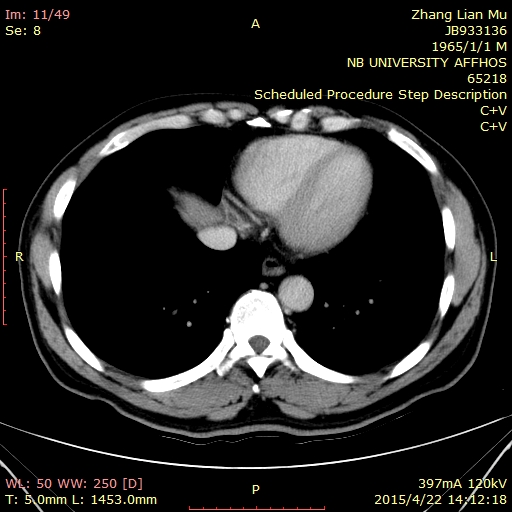 Im: 11/49
Se: 8
A
Zhang Lian Mu
JB933136
1965/1/1 M
NB UNIVERSITY AFFHOS
65218
Scheduled Procedure Step Description
C+V
C+V
R
L
WL: 50 WW: 250 [D]
T: 5.0mm L: 1453.0mm
P
397mA 120kV
2015/4/22 14:12:18